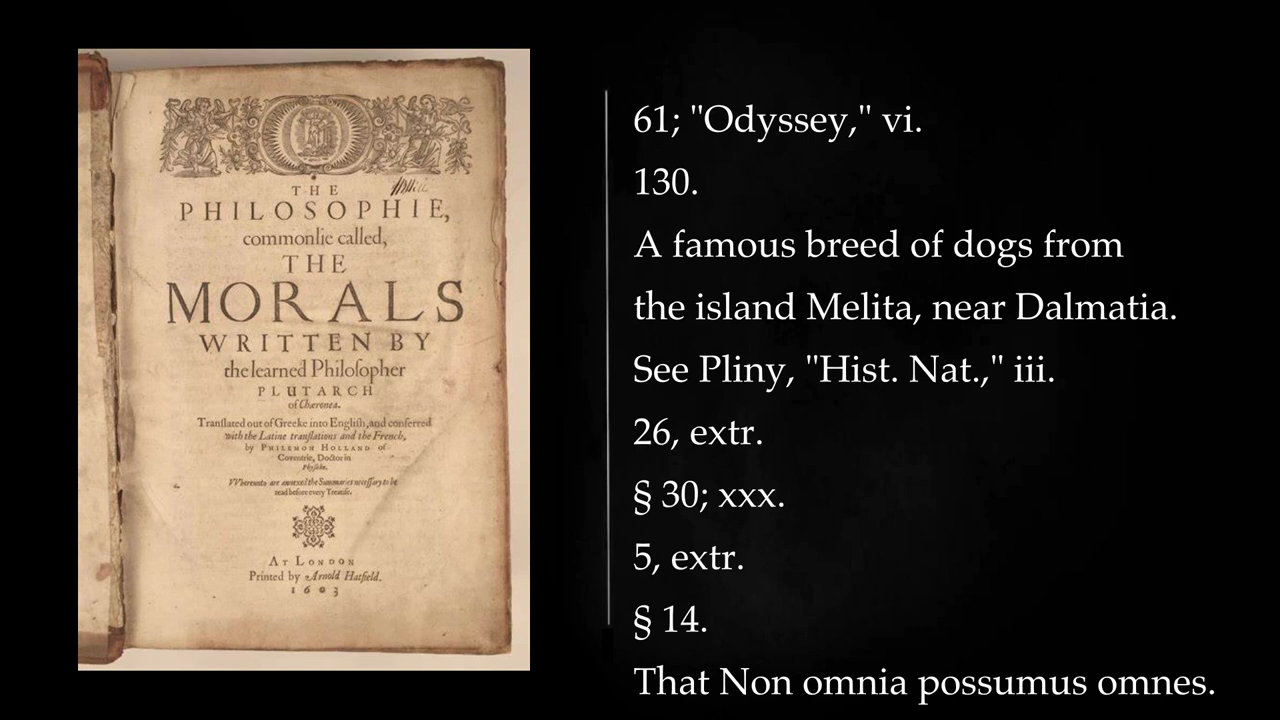 THE
PHILOSOPHIE,
commonlie called,
THE
MORALS
WRITTEN BY
the learned Philosopher
PLUTARCH
of Chæronea.
Translated out of Greeke into English, and conferred
with the Latine translations and the French,
by PHILEMON HOLLAND of
Coventrie, Doctor in
Physicke.
VVhereunto are annexed the Summaries necessary to be
read before every Treatise.
AT LONDON
Printed by Arnold Hatfield.
1603
61; "Odyssey," vi.
130.
A famous breed of dogs from
the island Melita, near Dalmatia.
See Pliny, "Hist. Nat.," iii.
26, extr.
§ 30; xxx.
5, extr.
§ 14.
That Non omnia possumus omnes.